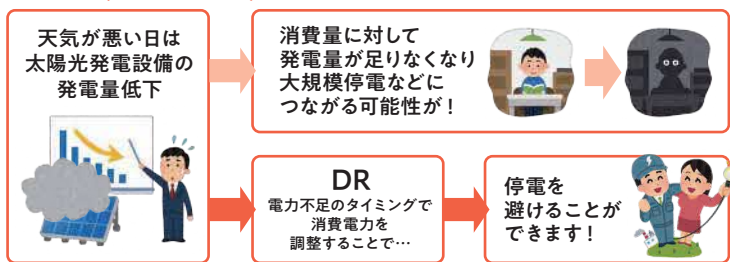 天気が悪い日は
太陽光発電設備の
発電量低下
消費量に対して
発電量が足りなくなり
大規模停電などに
つながる可能性が！
DR
電力不足のタイミングで
消費電力を
調整することで…
停電を
避けることが
できます！